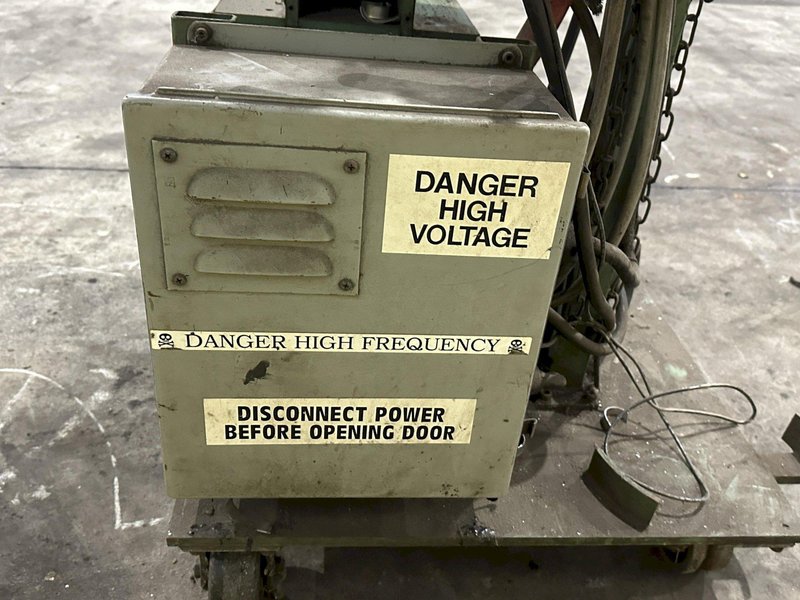 DANGER
HIGH
VOLTAGE
DANGER HIGH FREQUENCY
DISCONNECT POWER
BEFORE OPENING DOOR